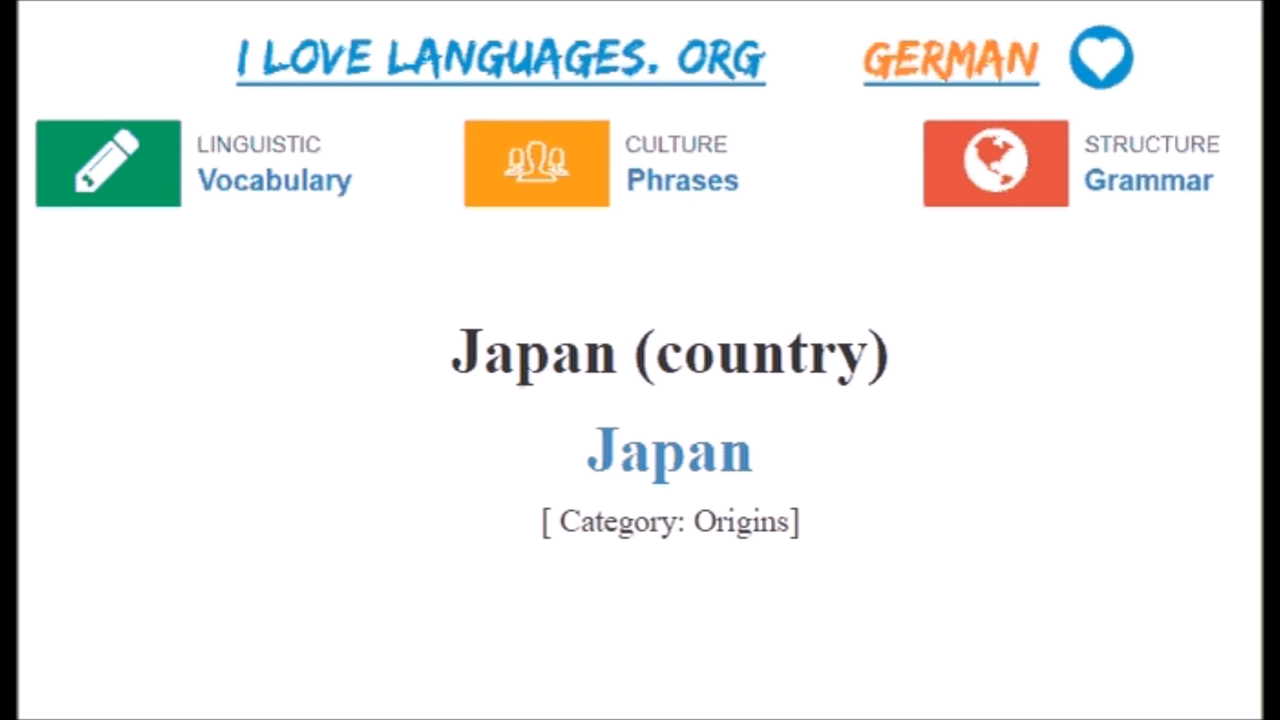 I LOVE LANGUAGES. ORG GERMAN
LINGUISTIC
Vocabulary
CULTURE
Phrases
STRUCTURE
Grammar
Japan (country)
Japan
[ Category: Origins]